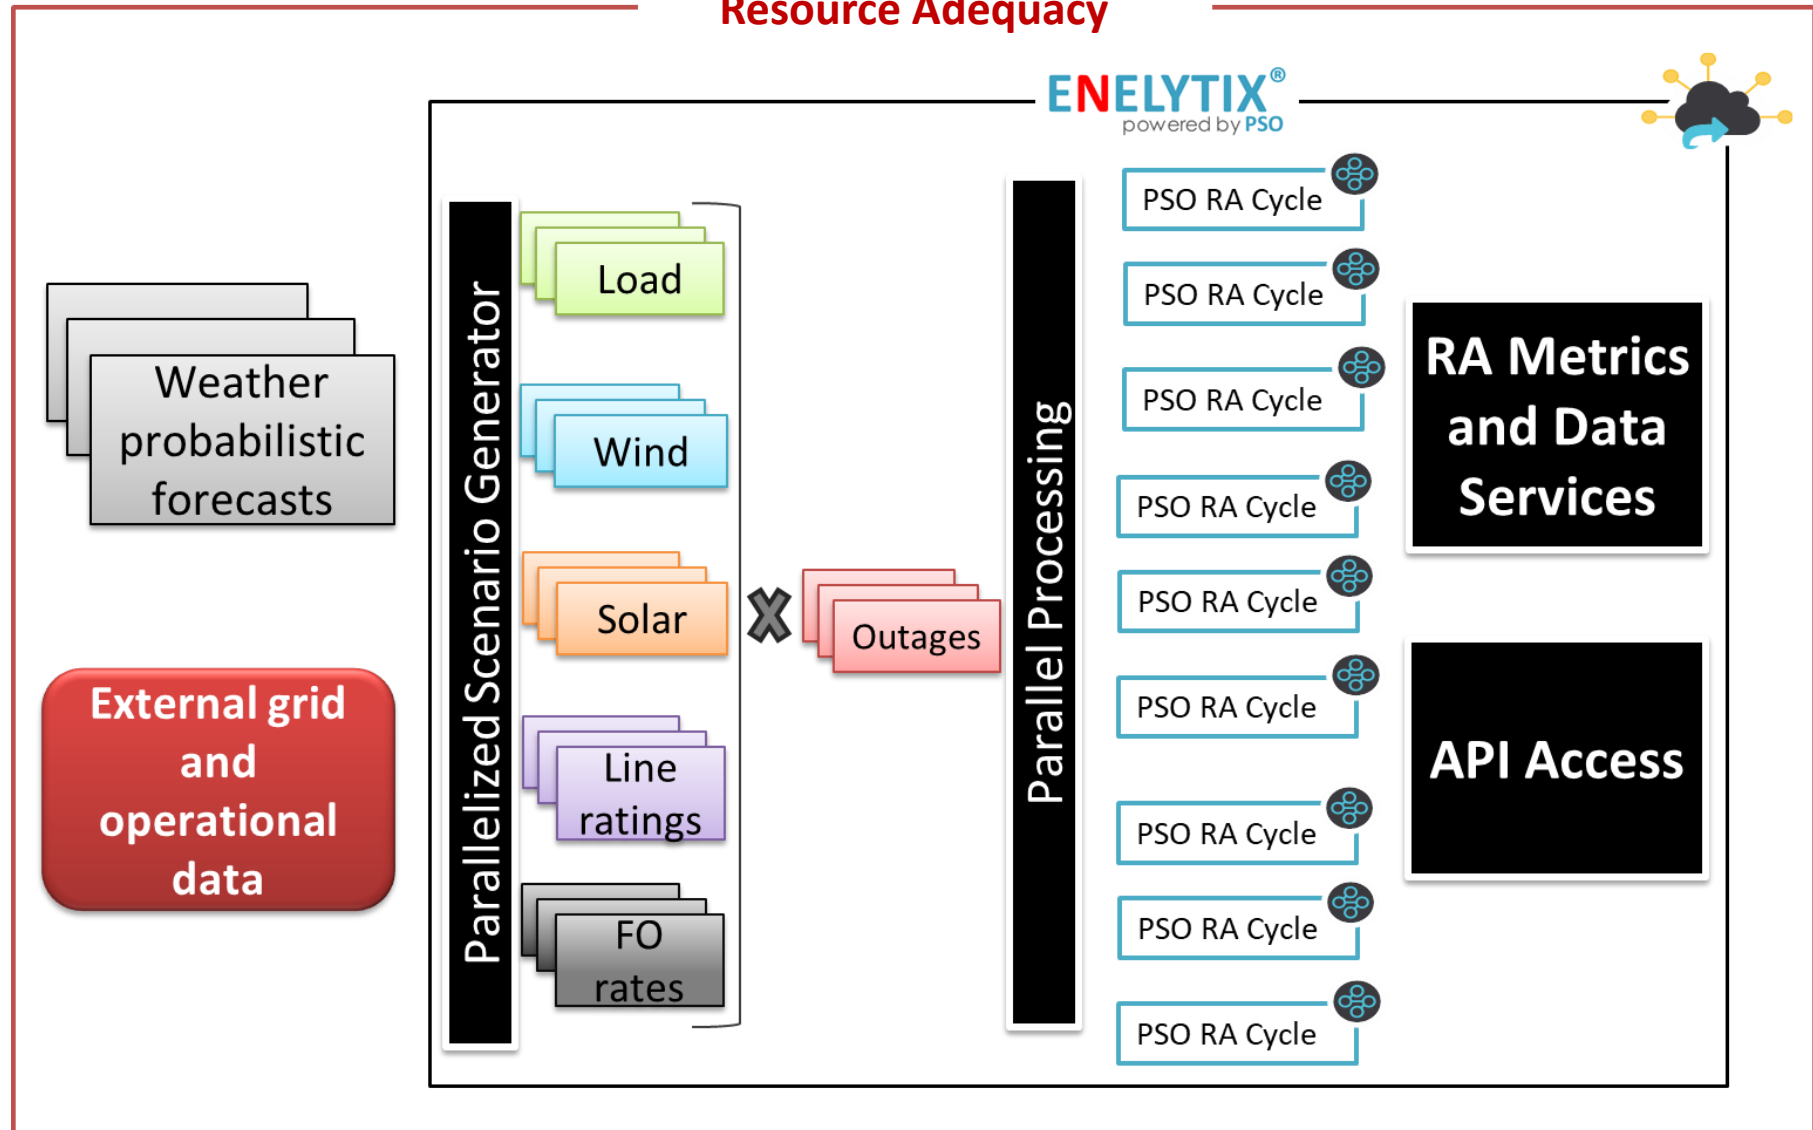 Resource Adequacy
ENELYTIX®
powered by PSO
Weather
probabilistic
forecasts
External grid
and
operational
data
Parallelized Scenario Generator
Load
Wind
Solar
Line
ratings
FO
rates
X
Outages
Parallel Processing
PSO RA Cycle
PSO RA Cycle
PSO RA Cycle
PSO RA Cycle
PSO RA Cycle
PSO RA Cycle
PSO RA Cycle
PSO RA Cycle
PSO RA Cycle
RA Metrics
and Data
Services
API Access